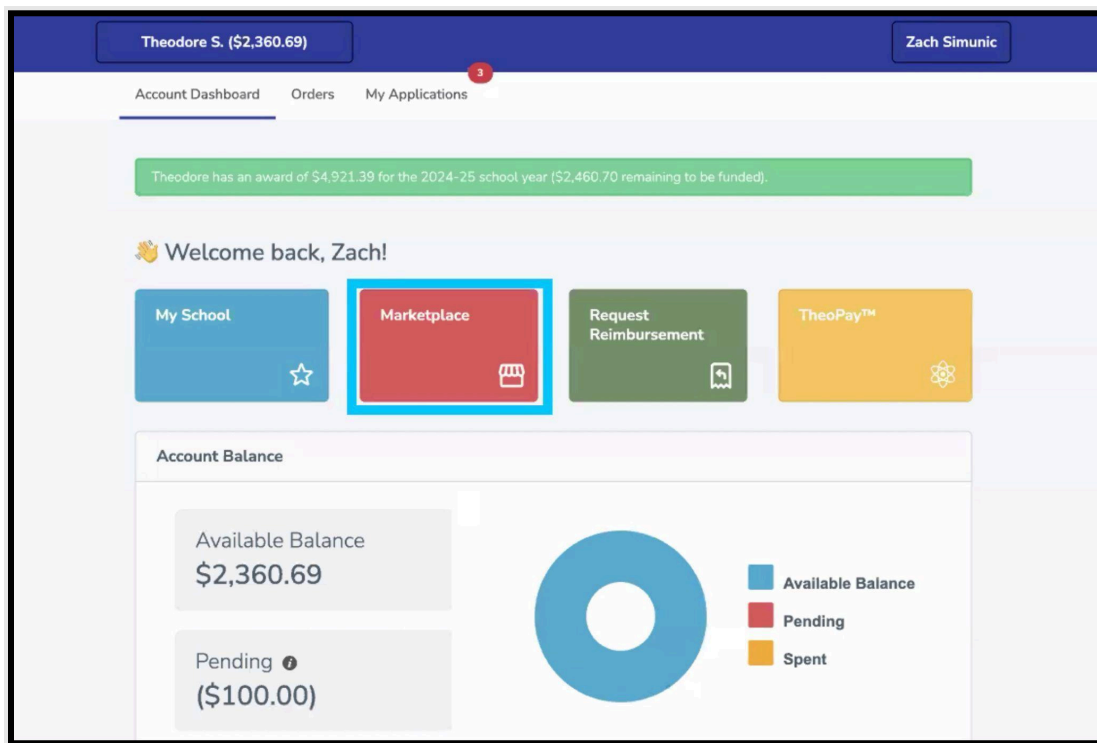 Theodore S. ($2,360.69)
Zach Simunic
3
Account Dashboard
Orders
My Applications
Theodore has an award of $4,921.39 for the 2024-25 school year ($2,460.70 remaining to be funded).
👋 Welcome back, Zach!
My School
Marketplace
Request
Reimbursement
TheoPay™
Account Balance
Available Balance
$2,360.69
Pending
($100.00)
Available Balance
Pending
Spent